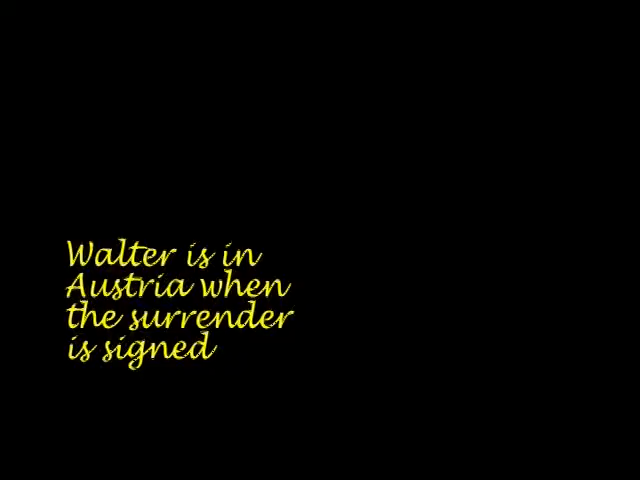 Walter is in
Austria when
the surrender
is signed